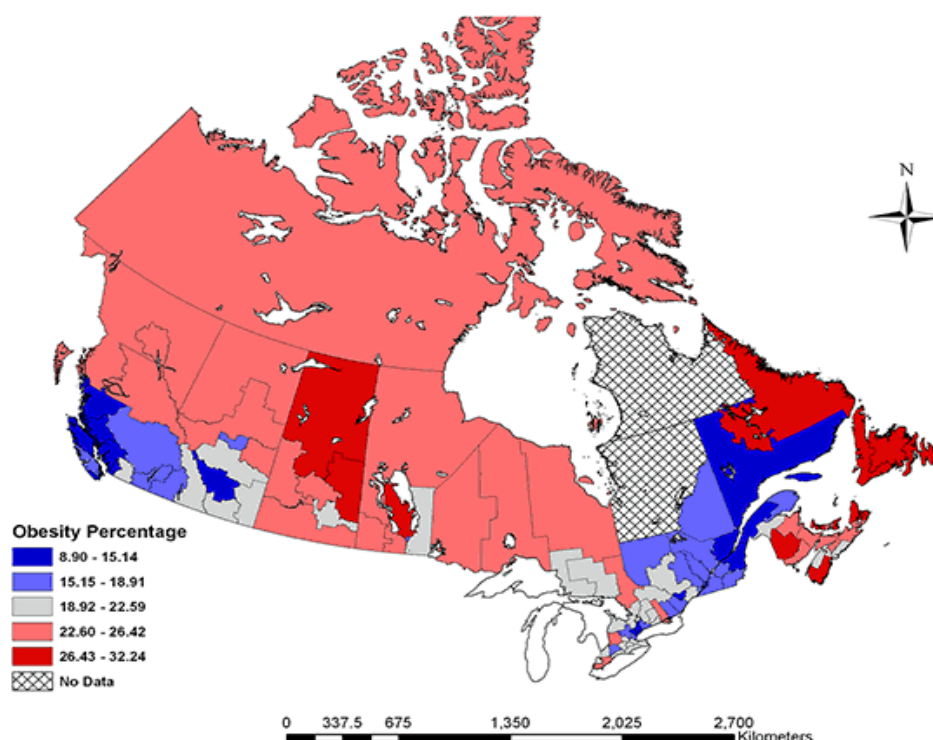 N
Obesity Percentage
8.90 - 15.14
15.15 - 18.91
18.92 - 22.59
22.60 - 26.42
26.43 - 32.24
No Data
0 337.5 675 1,350 2,025 2,700
Kilometers